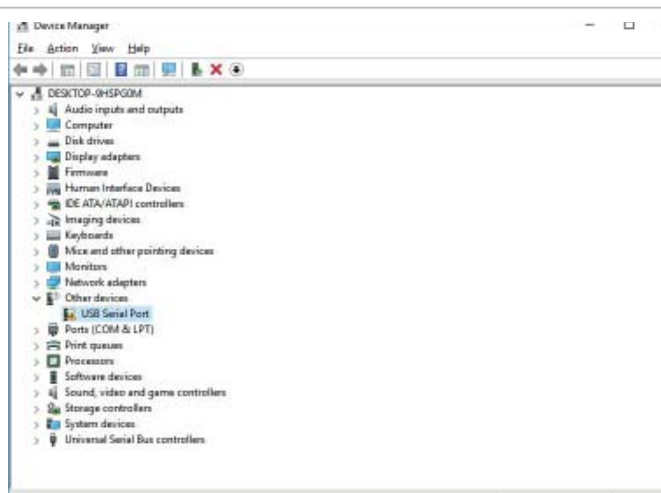 Device Manager
File Action View Help
DESKTOP-9HSPG0M
Audio inputs and outputs
Computer
Disk drives
Display adapters
Firmware
Human Interface Devices
IDE ATA/ATAPI controllers
Imaging devices
Keyboards
Mice and other pointing devices
Monitors
Network adapters
Other devices
USB Serial Port
Ports (COM & LPT)
Print queues
Processors
Software devices
Sound, video and game controllers
Storage controllers
System devices
Universal Serial Bus controllers